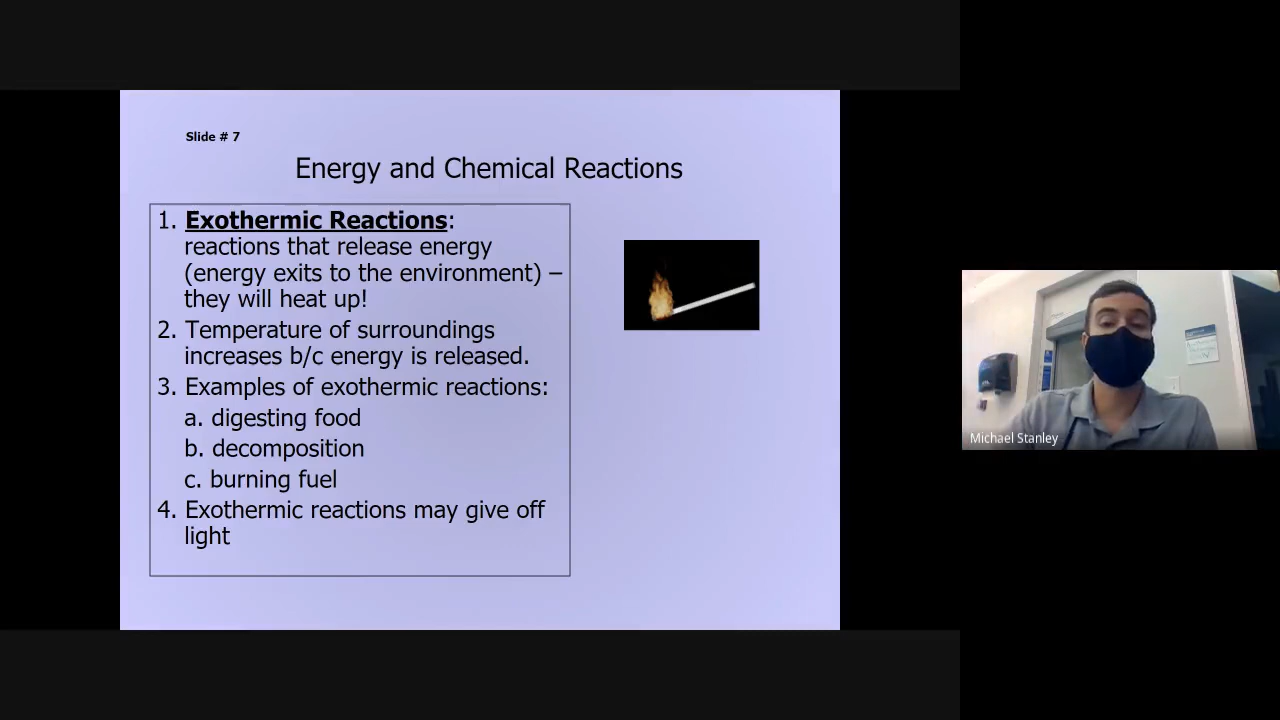 Slide # 7
Energy and Chemical Reactions
1. Exothermic Reactions:
reactions that release energy
(energy exits to the environment) –
they will heat up!
2. Temperature of surroundings
increases b/c energy is released.
3. Examples of exothermic reactions:
a. digesting food
b. decomposition
c. burning fuel
4. Exothermic reactions may give off
light
Michael Stanley